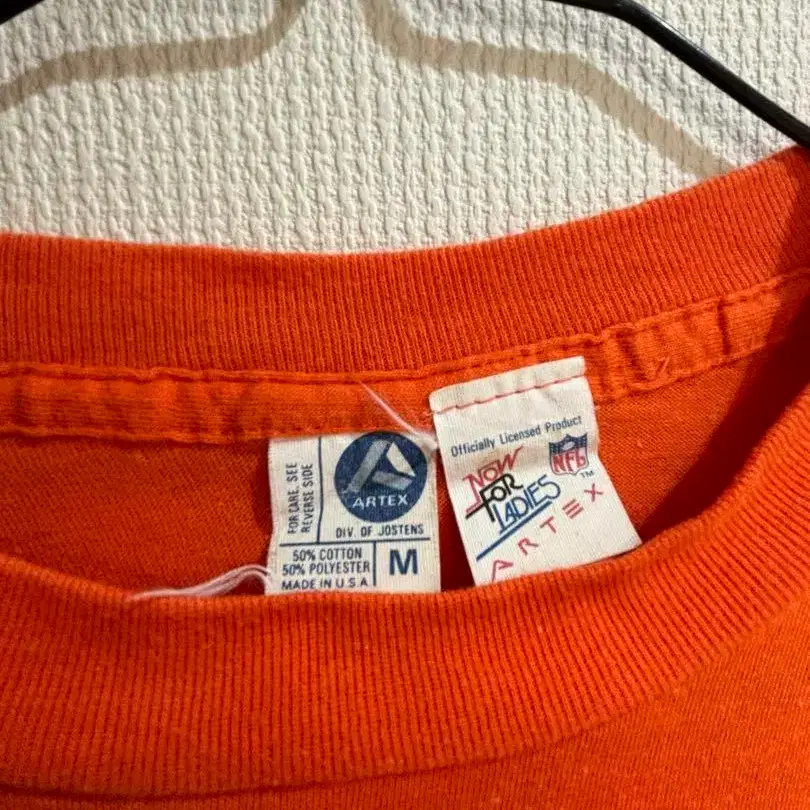 FOR CARE, SEE
REVERSE SIDE
ARTEX
DIV. OF JOSTENS
50% COTTON
50% POLYESTER
MADE IN U.S.A
M
Officially Licensed Product
NFL
NOW
FOR
LADIES
TM
ARTEX